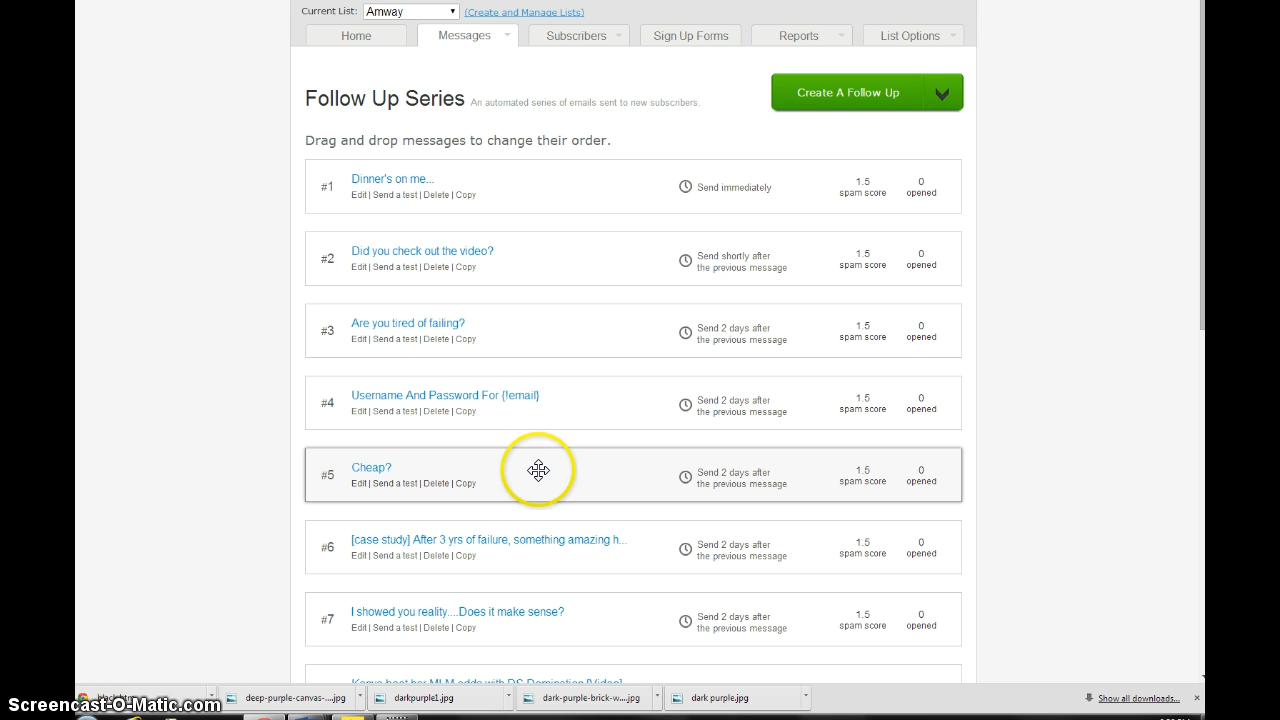 Current List: Amway (Create and Manage Lists)
Home Messages Subscribers Sign Up Forms Reports List Options
Follow Up Series An automated series of emails sent to new subscribers. Create A Follow Up
Drag and drop messages to change their order.
#1 Dinner's on me... Send immediately 1.5 0
Edit | Send a test | Delete | Copy spam score opened
#2 Did you check out the video? Send shortly after 1.5 0
Edit | Send a test | Delete | Copy the previous message spam score opened
#3 Are you tired of failing? Send 2 days after 1.5 0
Edit | Send a test | Delete | Copy the previous message spam score opened
#4 Username And Password For {!email} Send 2 days after 1.5 0
Edit | Send a test | Delete | Copy the previous message spam score opened
#5 Cheap? Send 2 days after 1.5 0
Edit | Send a test | Delete | Copy the previous message spam score opened
#6 [case study] After 3 yrs of failure, something amazing h... Send 2 days after 1.5 0
Edit | Send a test | Delete | Copy the previous message spam score opened
#7 I showed you reality....Does it make sense? Send 2 days after 1.5 0
Edit | Send a test | Delete | Copy the previous message spam score opened
her MLM odds with DS Domination [Video]
deep-purple-canvas-....jpg darkpurple1.jpg dark-purple-brick-w....jpg dark purple.jpg Show all downloads...
Screencast-O-Matic.com